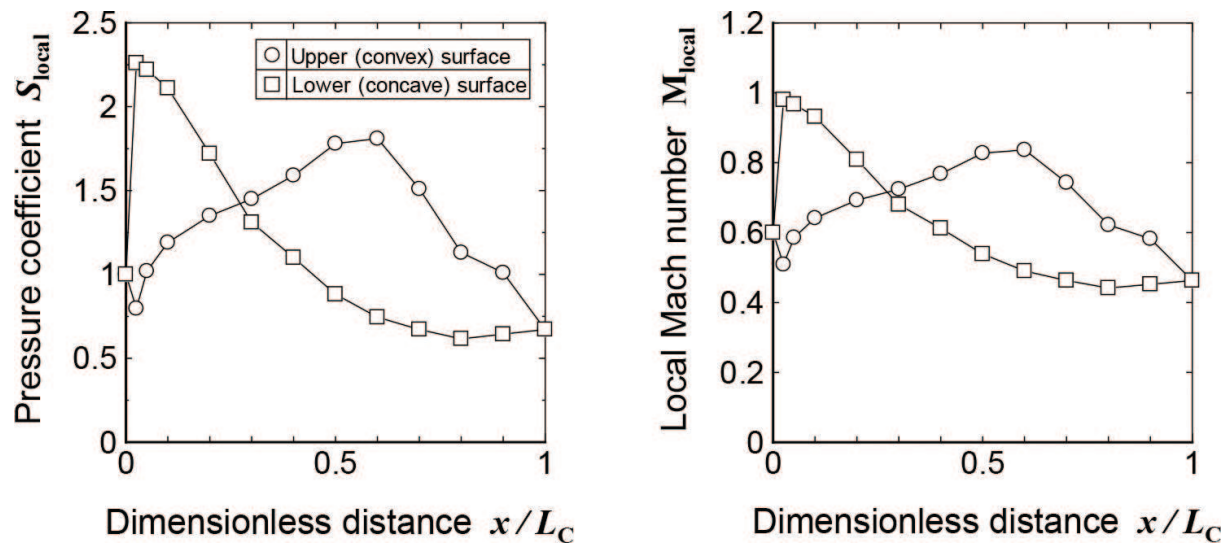 Pressure coefficient S_local
2.5
2
1.5
1
0.5
0
Upper (convex) surface
Lower (concave) surface
0 0.5 1
Dimensionless distance x / L_C
Local Mach number M_local
1.2
1
0.8
0.6
0.4
0.2
0
0 0.5 1
Dimensionless distance x / L_C